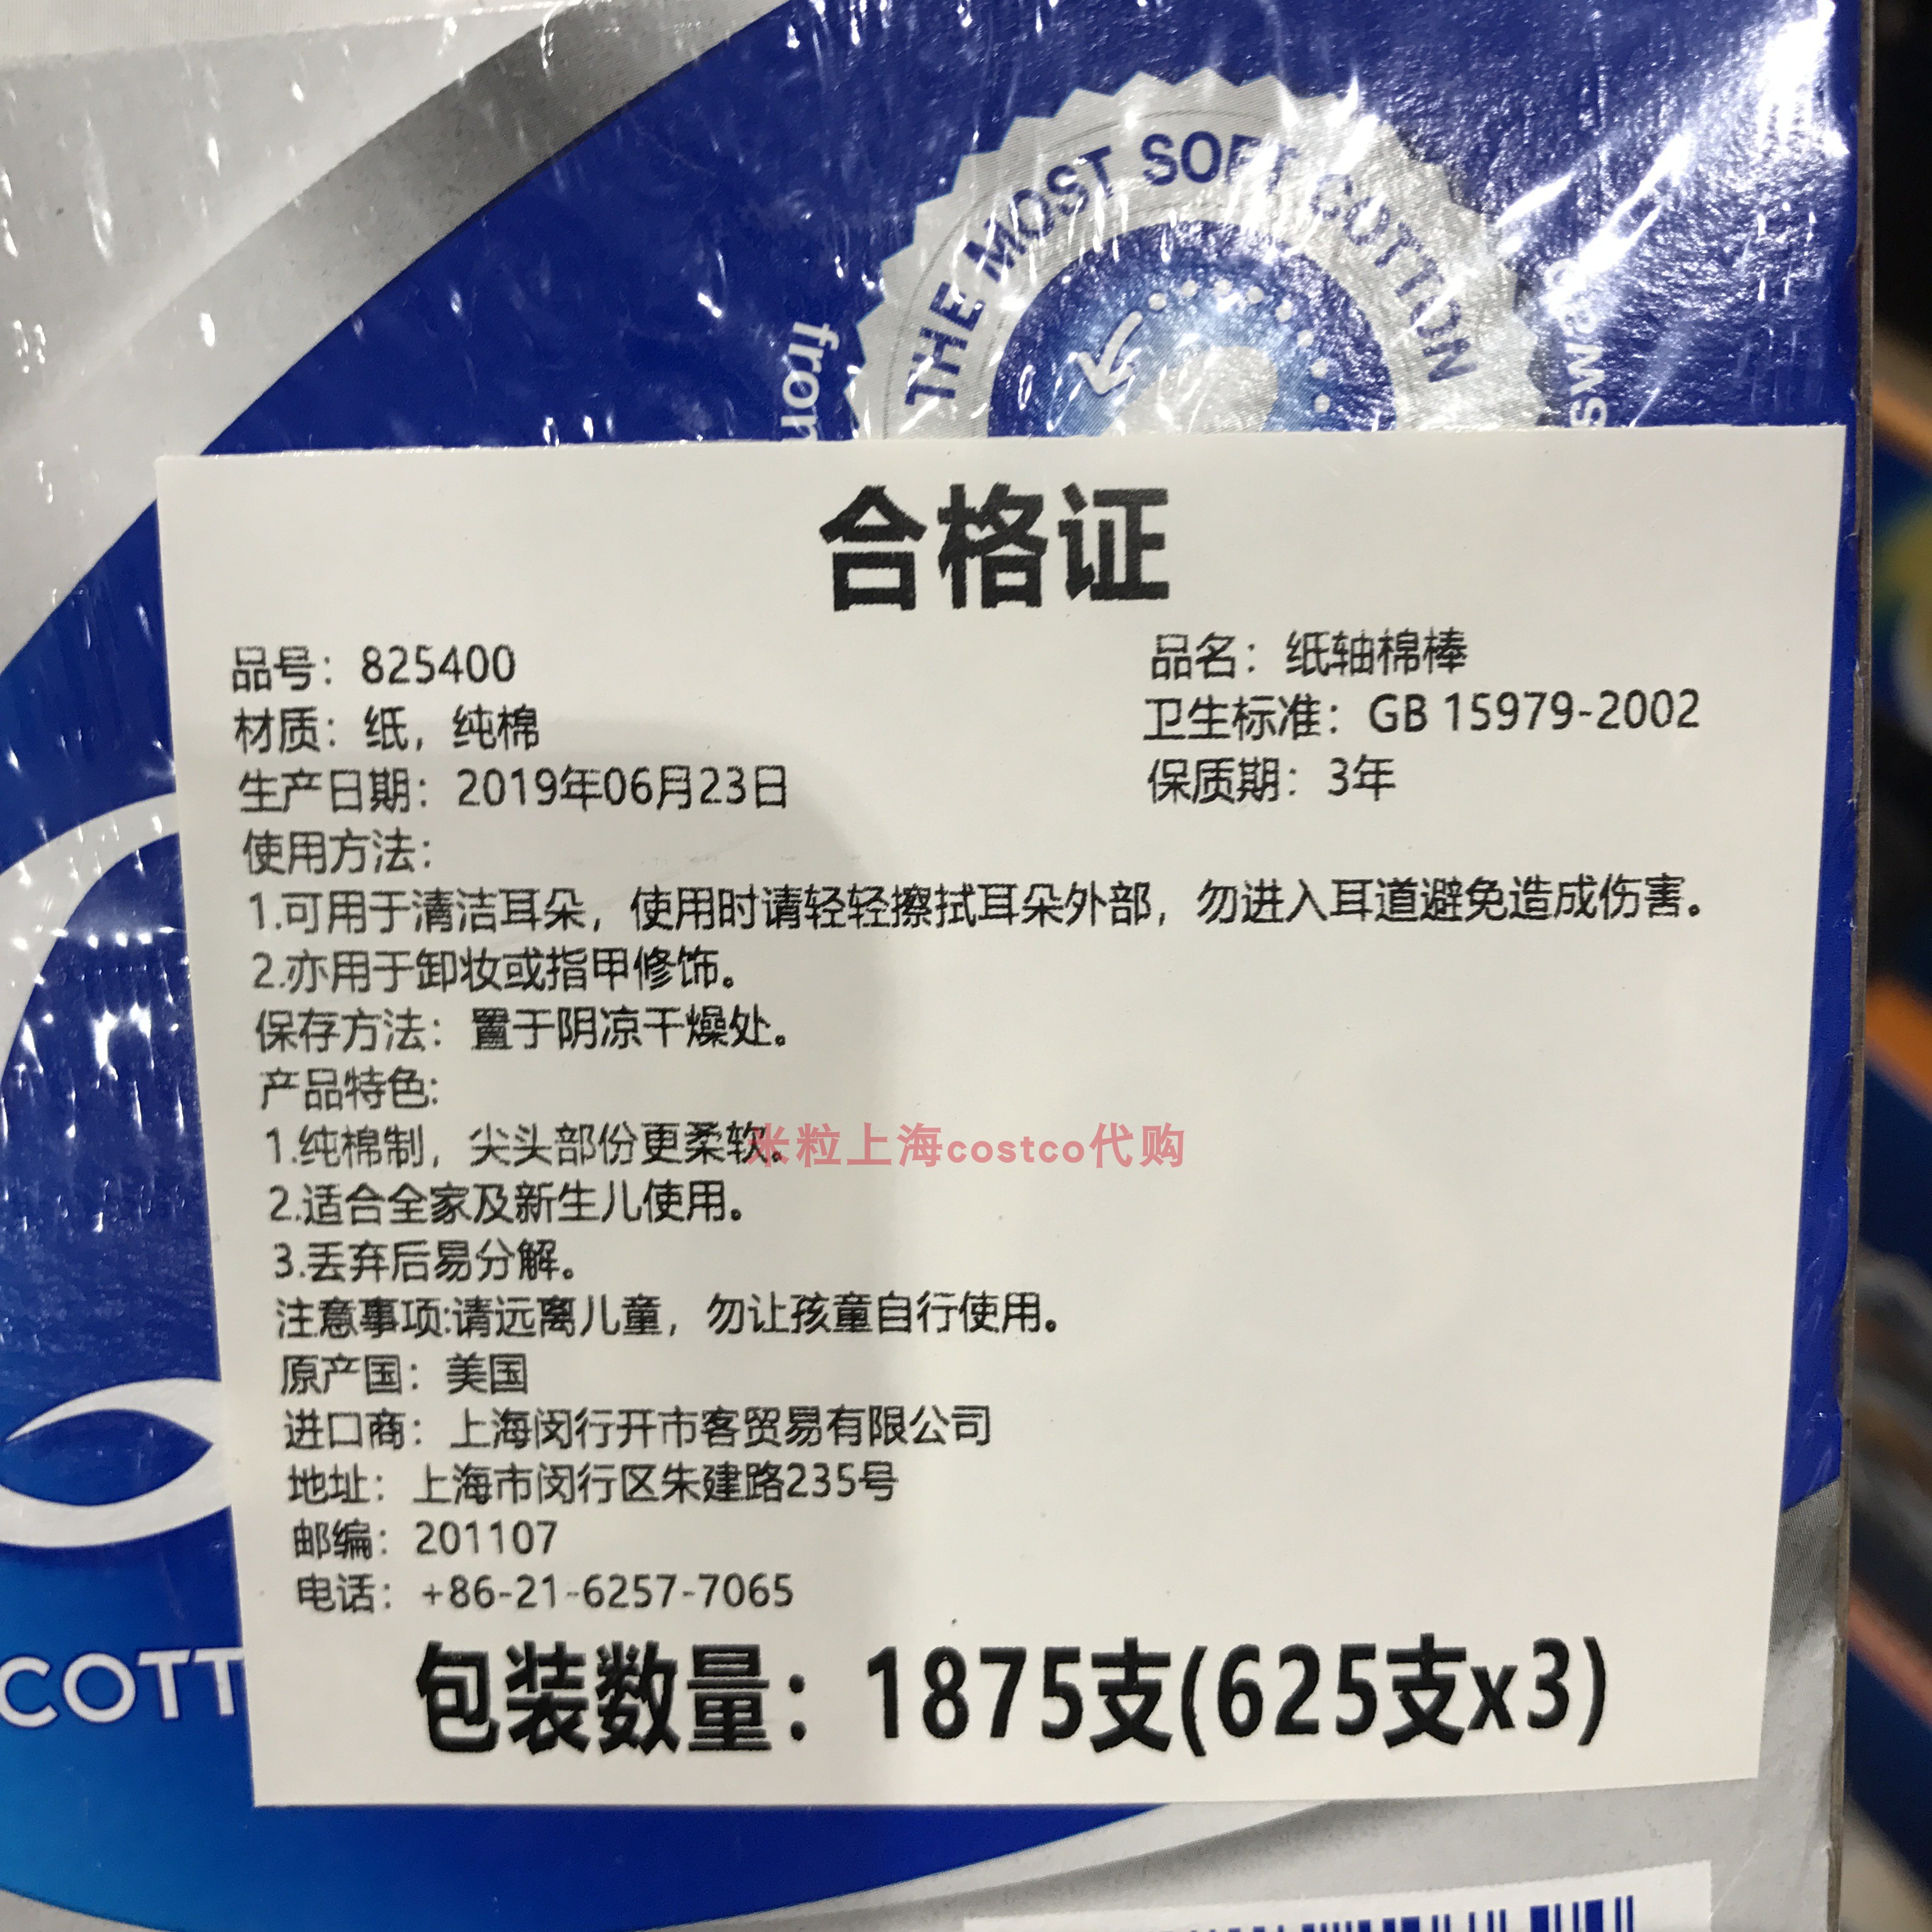 THE MOST SOFT COTTON
合格证
品号：825400
品名：纸轴棉棒
材质：纸，纯棉
卫生标准：GB 15979-2002
生产日期：2019年06月23日
保质期：3年
使用方法：
1.可用于清洁耳朵，使用时请轻轻擦拭耳朵外部，勿进入耳道避免造成伤害。
2.亦用于卸妆或指甲修饰。
保存方法：置于阴凉干燥处。
产品特色:
1.纯棉制，尖头部份更柔软。
米粒上海costco代购
2.适合全家及新生儿使用。
3.丢弃后易分解。
注意事项:请远离儿童，勿让孩童自行使用。
原产国：美国
进口商：上海闵行开市客贸易有限公司
地址：上海市闵行区朱建路235号
邮编：201107
电话：+86-21-6257-7065
COTT
包装数量：1875支(625支x3)